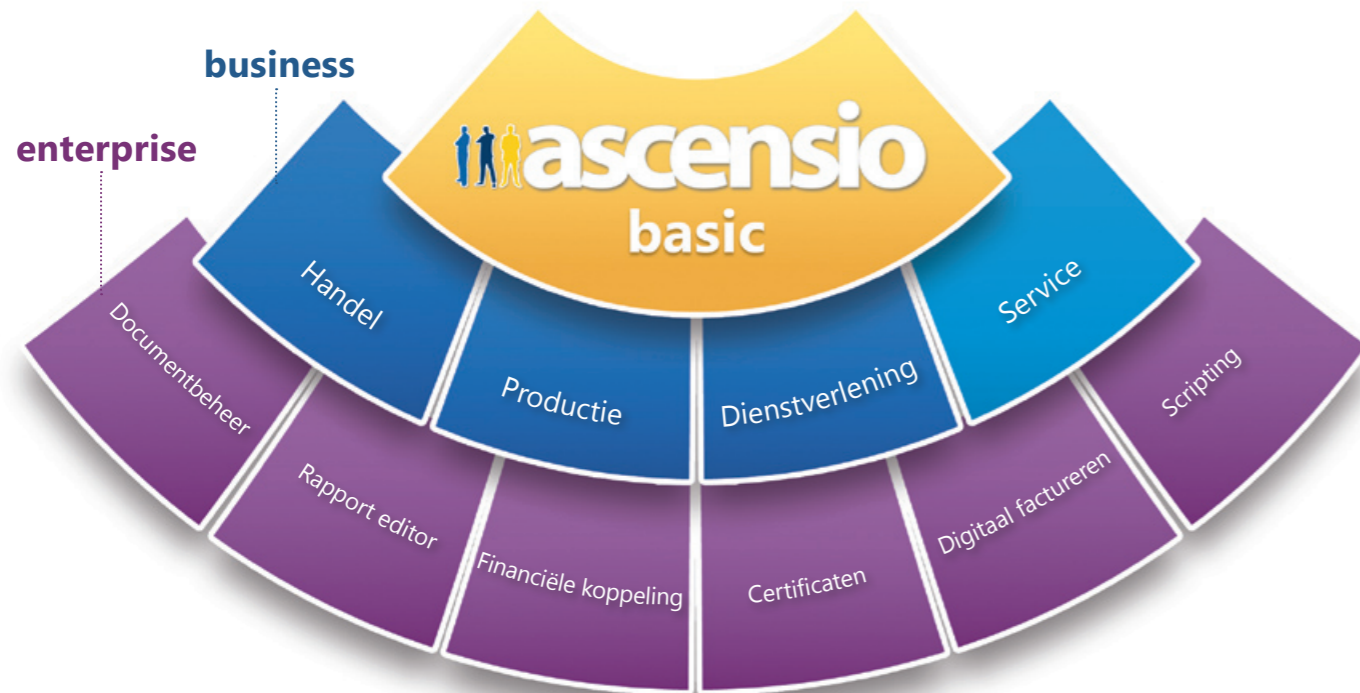 business
enterprise
ascensio
basic
Handel
Productie
Dienstverlening
Service
Documentbeheer
Rapport editor
Financiële koppeling
Certificaten
Digitaal factureren
Scripting